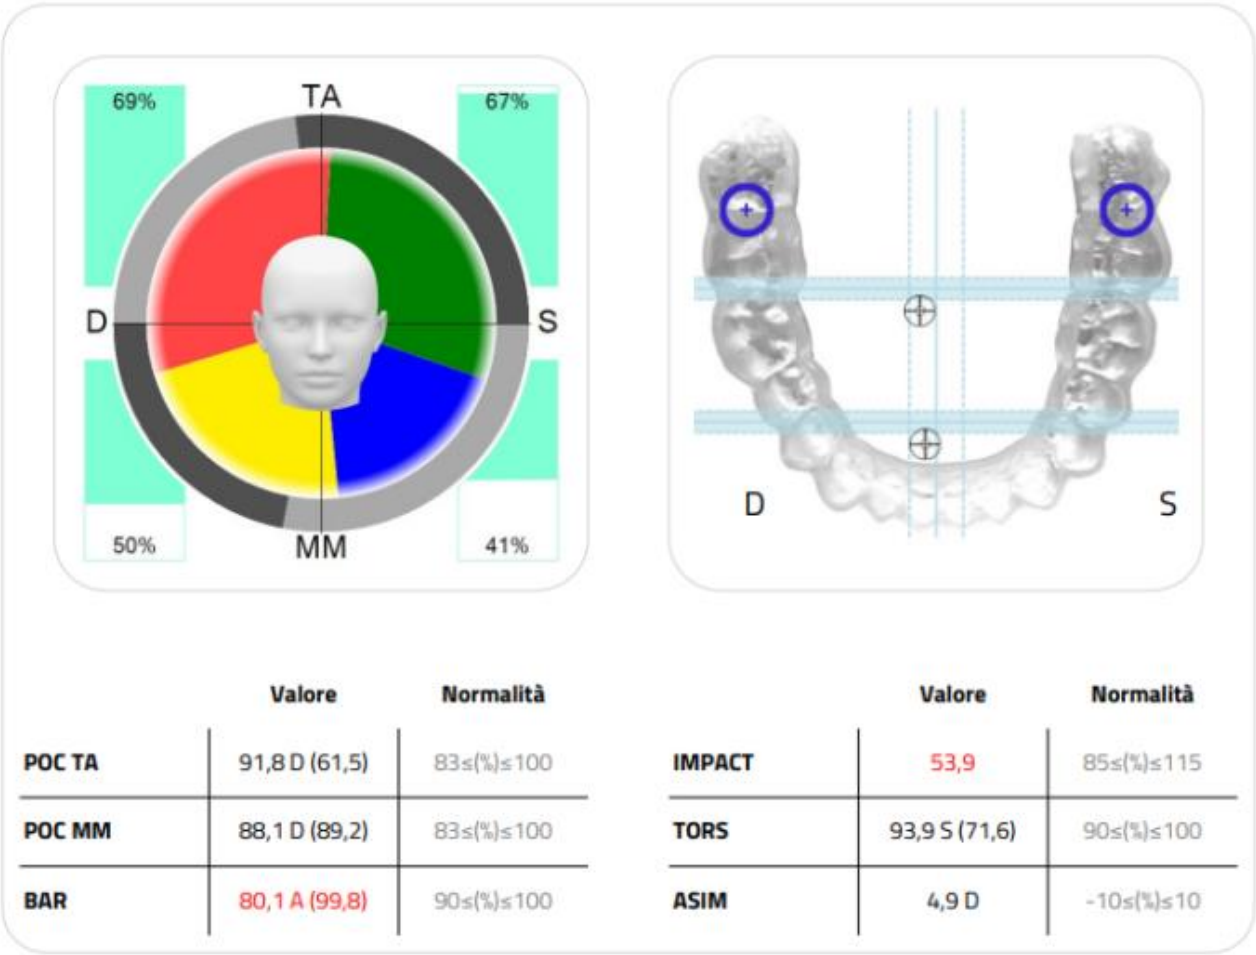 69%
TA
67%
D
S
50%
MM
41%
D
S
Valore Normalità
POC TA 91,8 D (61,5) 83≤(%)≤100
POC MM 88,1 D (89,2) 83≤(%)≤100
BAR 80,1 A (99,8) 90≤(%)≤100
Valore Normalità
IMPACT 53,9 85≤(%)≤115
TORS 93,9 S (71,6) 90≤(%)≤100
ASIM 4,9 D -10≤(%)≤10